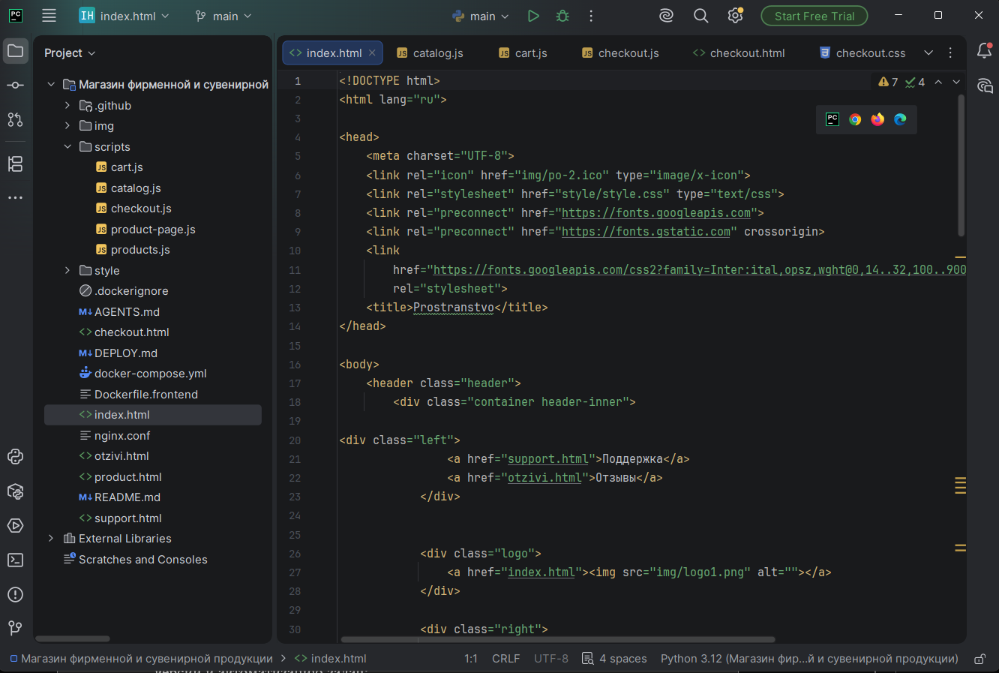 PC IH index.html main main Start Free Trial
Project
Магазин фирменной и сувенирной
.github
img
scripts
JS cart.js
JS catalog.js
JS checkout.js
JS product-page.js
JS products.js
style
.dockerignore
M↓ AGENTS.md
<> checkout.html
M↓ DEPLOY.md
docker-compose.yml
Dockerfile.frontend
<> index.html
nginx.conf
<> otzivi.html
<> product.html
M↓ README.md
<> support.html
External Libraries
Scratches and Consoles
<> index.html JS catalog.js JS cart.js JS checkout.js <> checkout.html checkout.css
7 4
PC
1 <!DOCTYPE html>
2 <html lang="ru">
3
4 <head>
5 <meta charset="UTF-8">
6 <link rel="icon" href="img/po-2.ico" type="image/x-icon">
7 <link rel="stylesheet" href="style/style.css" type="text/css">
8 <link rel="preconnect" href="https://fonts.googleapis.com">
9 <link rel="preconnect" href="https://fonts.gstatic.com" crossorigin>
10 <link
11 href="https://fonts.googleapis.com/css2?family=Inter:ital,opsz,wght@0,14..32,100..900
12 rel="stylesheet">
13 <title>Prostranstvo</title>
14 </head>
15
16 <body>
17 <header class="header">
18 <div class="container header-inner">
19
20 <div class="left">
21 <a href="support.html">Поддержка</a>
22 <a href="otzivi.html">Отзывы</a>
23 </div>
24
25
26 <div class="logo">
27 <a href="index.html"><img src="img/logo1.png" alt=""></a>
28 </div>
29
30 <div class="right">
Магазин фирменной и сувенирной продукции > <> index.html 1:1 CRLF UTF-8 4 spaces Python 3.12 (Магазин фир...й и сувенирной продукции)